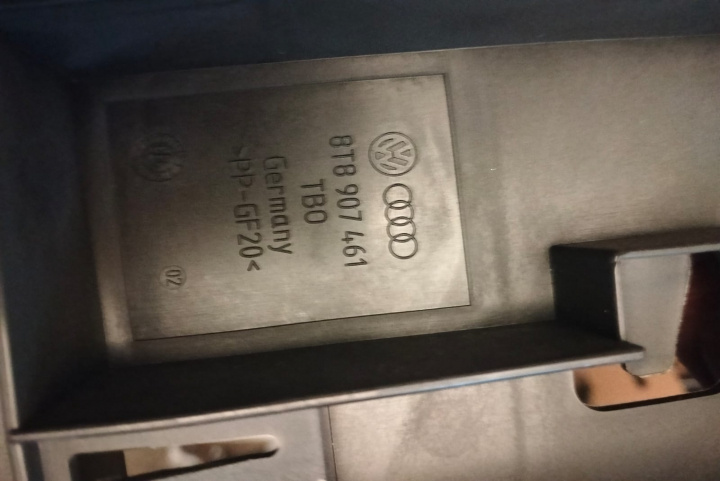 8T8 907 461
TBO
Germany
>PP-GF20<
02